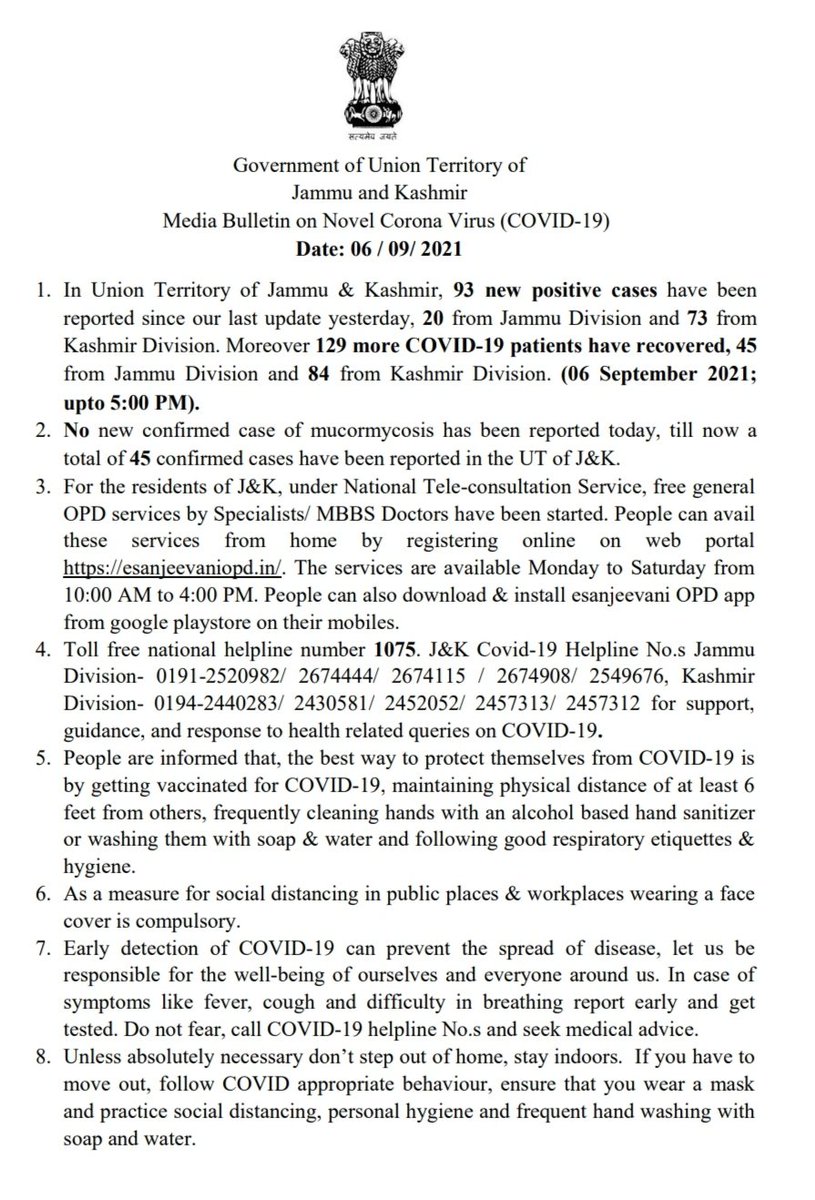 सत्यमेव जयते
Government of Union Territory of
Jammu and Kashmir
Media Bulletin on Novel Corona Virus (COVID-19)
Date: 06 / 09/ 2021
1. In Union Territory of Jammu & Kashmir, 93 new positive cases have been
reported since our last update yesterday, 20 from Jammu Division and 73 from
Kashmir Division. Moreover 129 more COVID-19 patients have recovered, 45
from Jammu Division and 84 from Kashmir Division. (06 September 2021;
upto 5:00 PM).
2. No new confirmed case of mucormycosis has been reported today, till now a
total of 45 confirmed cases have been reported in the UT of J&K.
3. For the residents of J&K, under National Tele-consultation Service, free general
OPD services by Specialists/ MBBS Doctors have been started. People can avail
these services from home by registering online on web portal
https://esanjeevaniopd.in/. The services are available Monday to Saturday from
10:00 AM to 4:00 PM. People can also download & install esanjeevani OPD app
from google playstore on their mobiles.
4. Toll free national helpline number 1075. J&K Covid-19 Helpline No.s Jammu
Division- 0191-2520982/ 2674444/ 2674115 / 2674908/ 2549676, Kashmir
Division- 0194-2440283/ 2430581/ 2452052/ 2457313/ 2457312 for support,
guidance, and response to health related queries on COVID-19.
5. People are informed that, the best way to protect themselves from COVID-19 is
by getting vaccinated for COVID-19, maintaining physical distance of at least 6
feet from others, frequently cleaning hands with an alcohol based hand sanitizer
or washing them with soap & water and following good respiratory etiquettes &
hygiene.
6. As a measure for social distancing in public places & workplaces wearing a face
cover is compulsory.
7. Early detection of COVID-19 can prevent the spread of disease, let us be
responsible for the well-being of ourselves and everyone around us. In case of
symptoms like fever, cough and difficulty in breathing report early and get
tested. Do not fear, call COVID-19 helpline No.s and seek medical advice.
8. Unless absolutely necessary don’t step out of home, stay indoors. If you have to
move out, follow COVID appropriate behaviour, ensure that you wear a mask
and practice social distancing, personal hygiene and frequent hand washing with
soap and water.